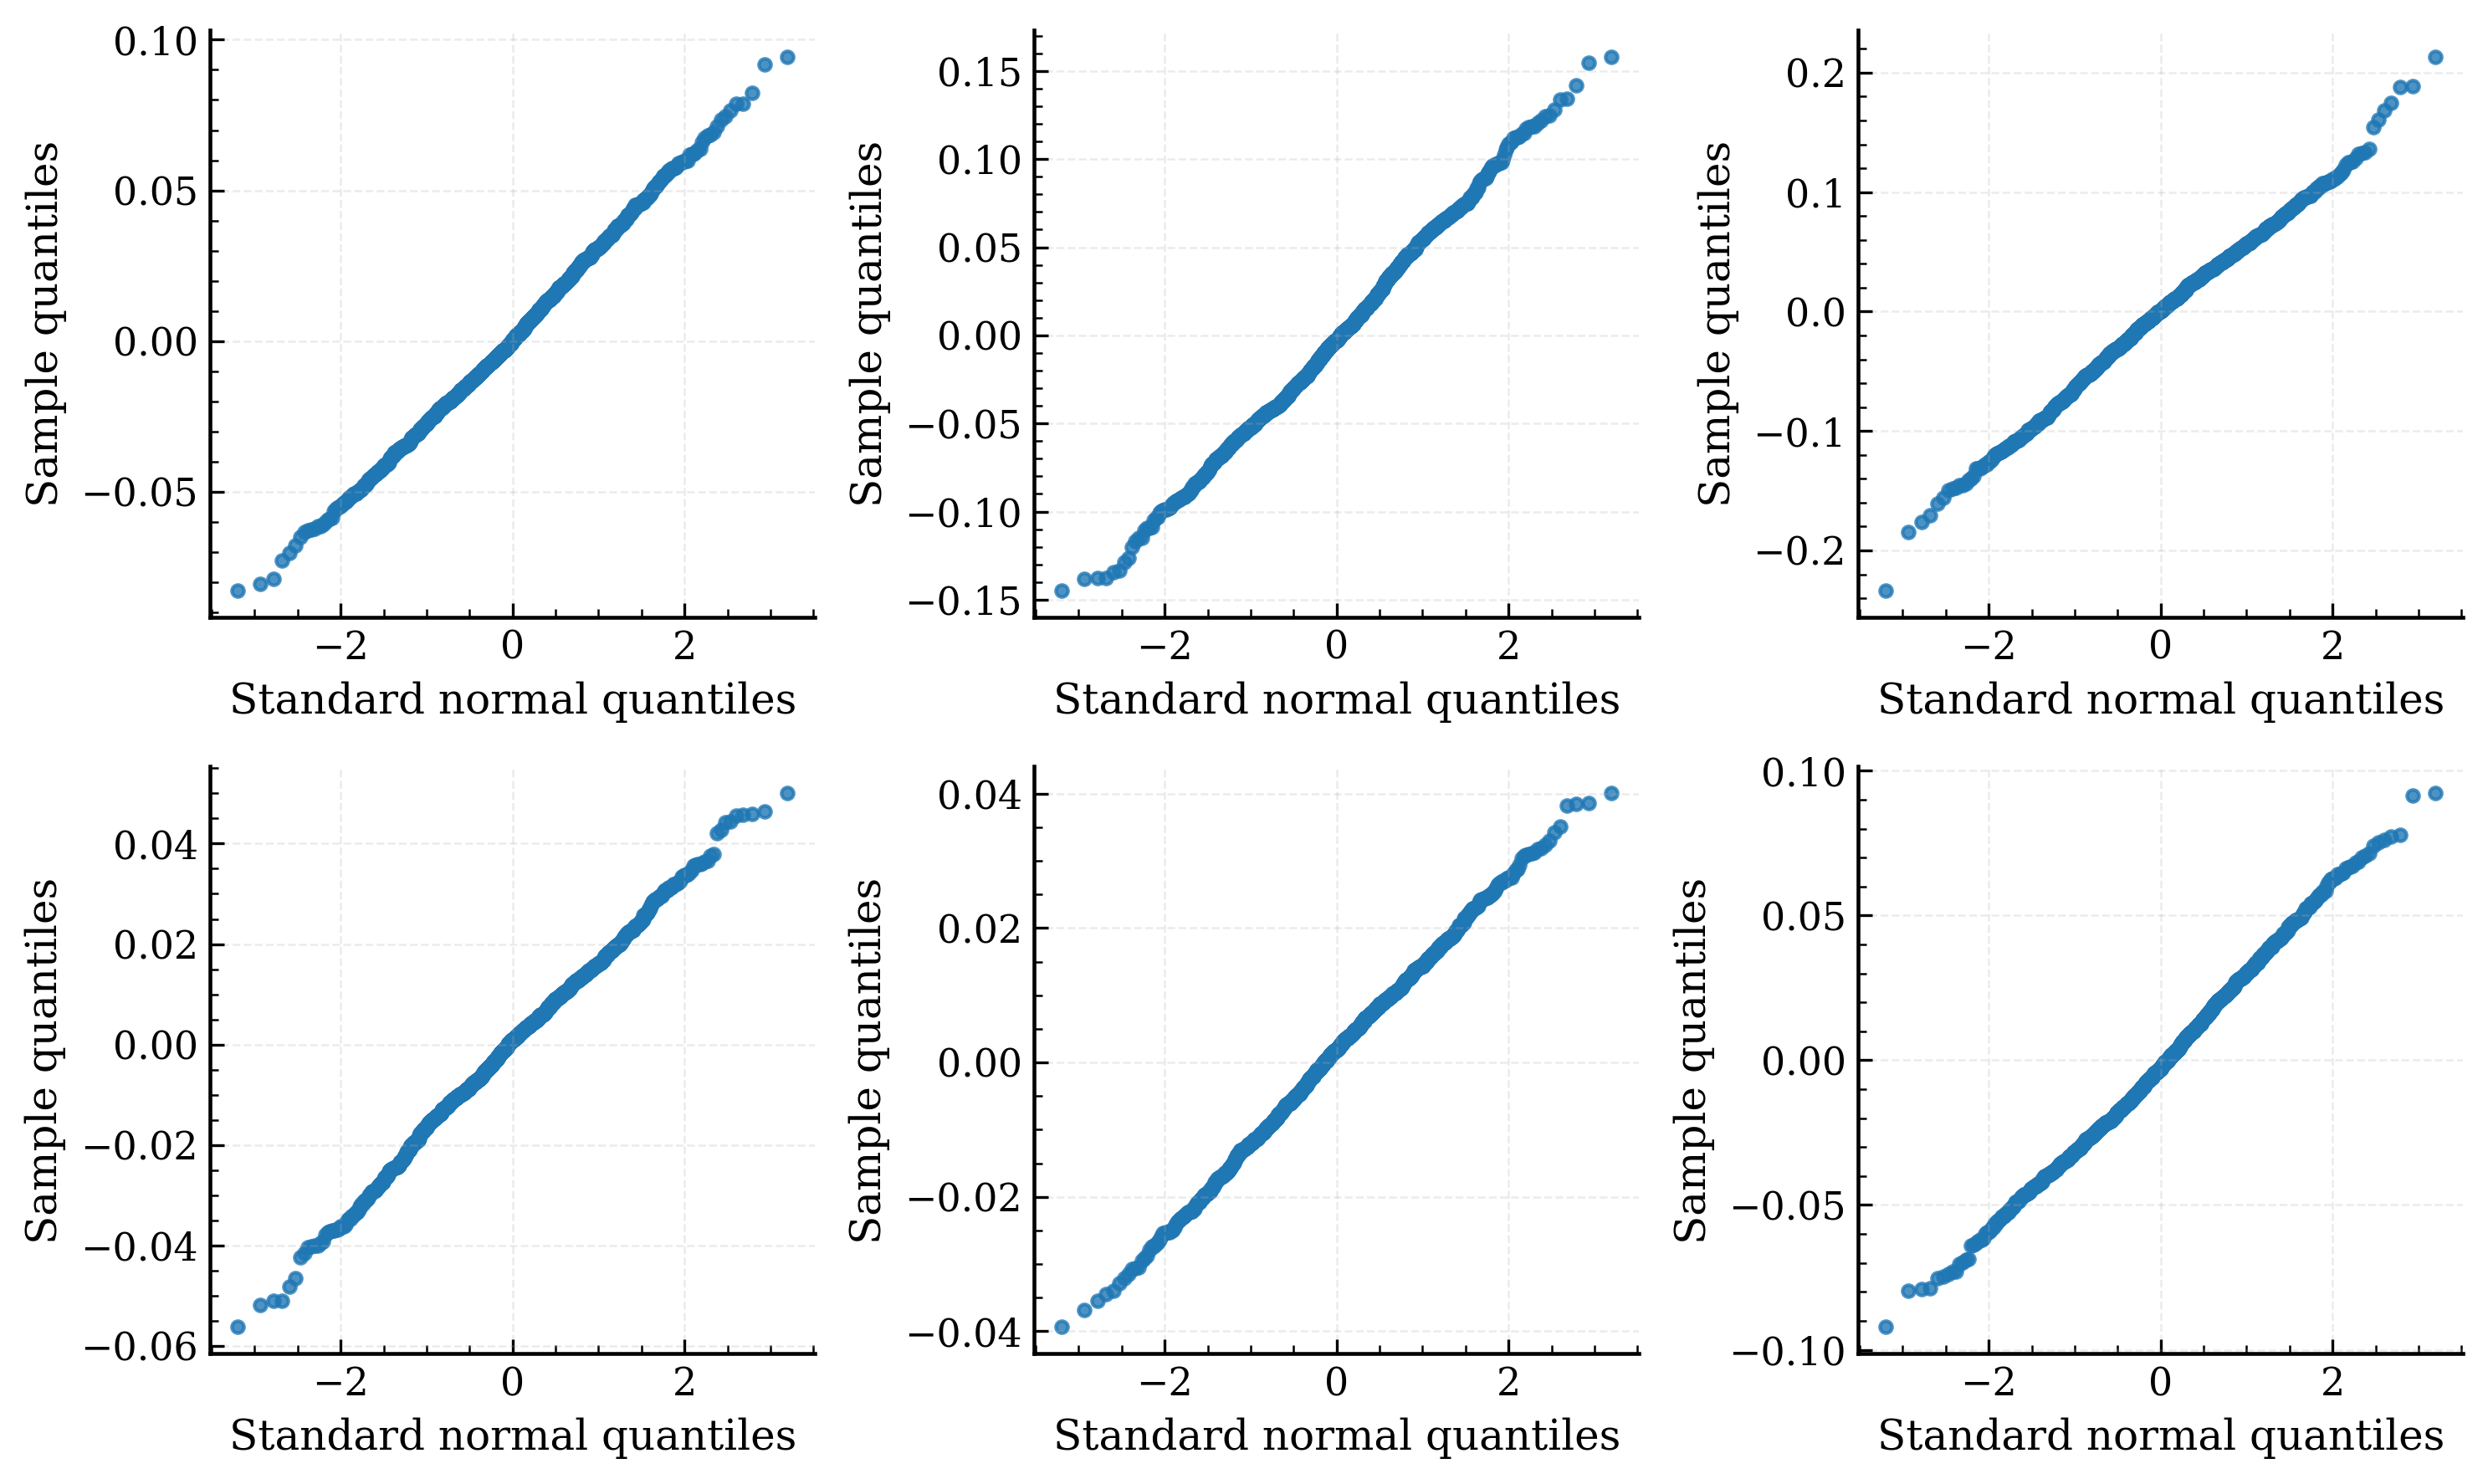 0.10
0.05
0.00
−0.05
Sample quantiles
−2 0 2
Standard normal quantiles
0.15
0.10
0.05
0.00
−0.05
−0.10
−0.15
Sample quantiles
−2 0 2
Standard normal quantiles
0.2
0.1
0.0
−0.1
−0.2
Sample quantiles
−2 0 2
Standard normal quantiles
0.04
0.02
0.00
−0.02
−0.04
−0.06
Sample quantiles
−2 0 2
Standard normal quantiles
0.04
0.02
0.00
−0.02
−0.04
Sample quantiles
−2 0 2
Standard normal quantiles
0.10
0.05
0.00
−0.05
−0.10
Sample quantiles
−2 0 2
Standard normal quantiles